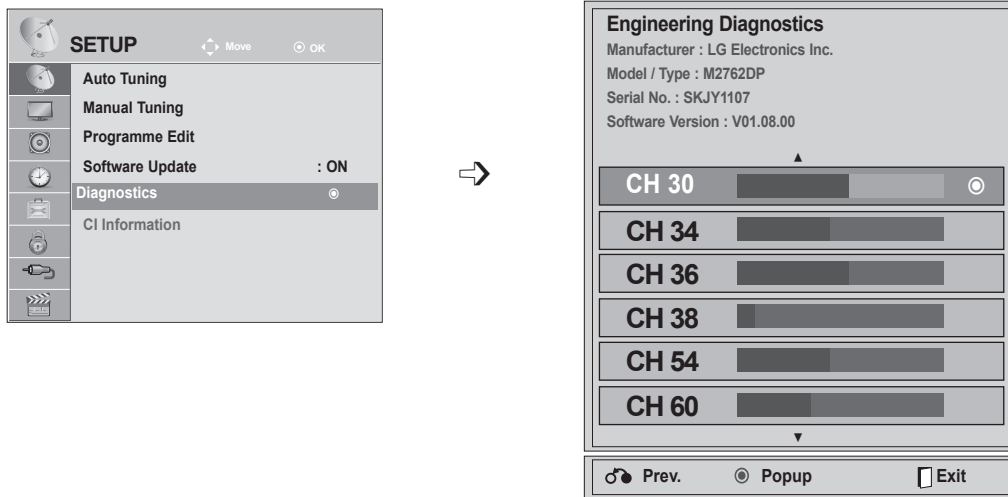 SETUP
Move
OK
Auto Tuning
Manual Tuning
Programme Edit
Software Update : ON
Diagnostics
CI Information
Engineering Diagnostics
Manufacturer : LG Electronics Inc.
Model / Type : M2762DP
Serial No. : SKJY1107
Software Version : V01.08.00
CH 30
CH 34
CH 36
CH 38
CH 54
CH 60
Prev.
Popup
Exit